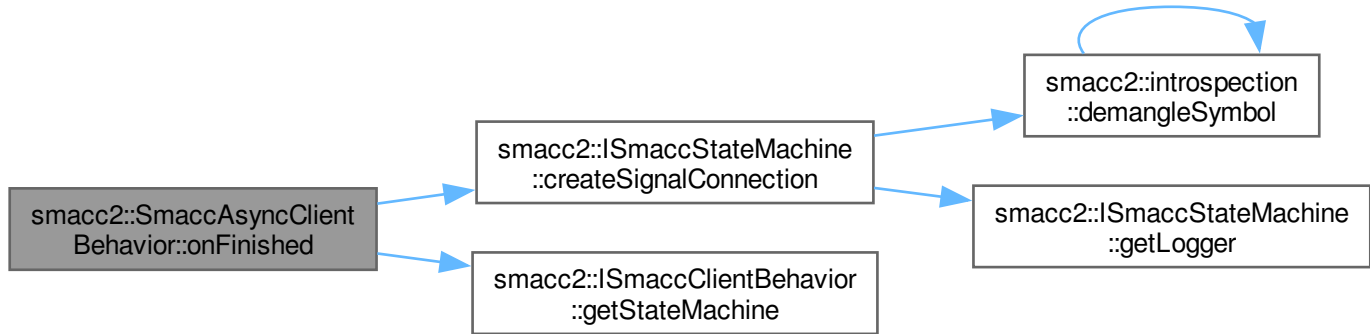 smacc2::SmaccAsyncClient
Behavior::onFinished
smacc2::ISmaccStateMachine
::createSignalConnection
smacc2::introspection
::demangleSymbol
smacc2::ISmaccStateMachine
::getLogger
smacc2::ISmaccClientBehavior
::getStateMachine